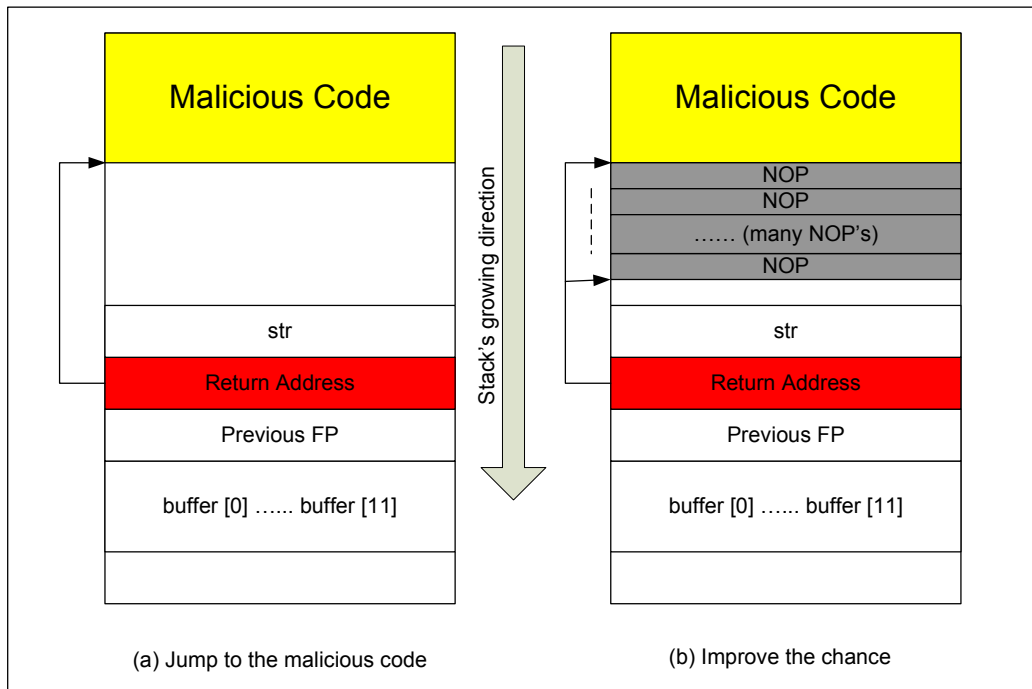 Malicious Code
str
Return Address
Previous FP
buffer [0] …... buffer [11]
(a) Jump to the malicious code
Stack's growing direction
Malicious Code
NOP
NOP
...... (many NOP's)
NOP
str
Return Address
Previous FP
buffer [0] …... buffer [11]
(b) Improve the chance